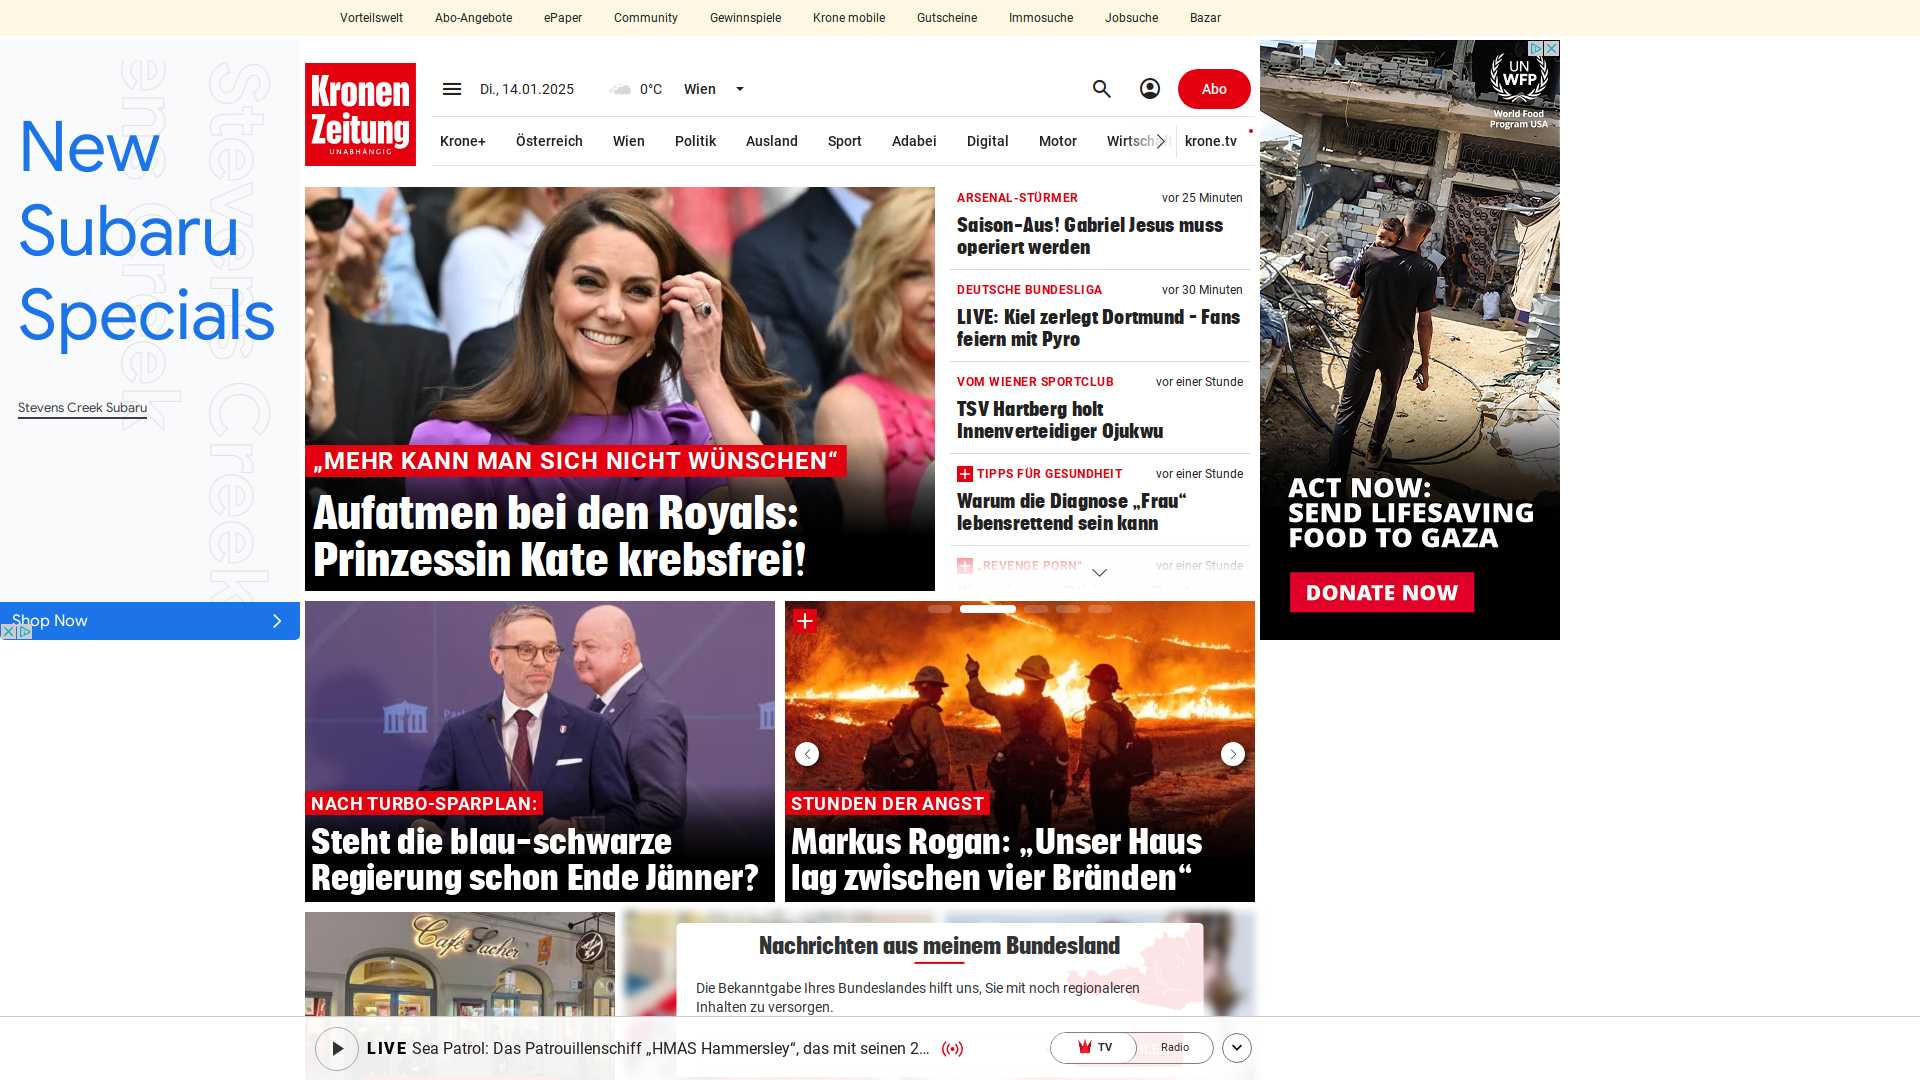 Vorteilswelt Abo-Angebote ePaper Community Gewinnspiele Krone mobile Gutscheine Immosuche Jobsuche Bazar
Stevens Creek
New
Subaru
Specials
Stevens Creek Subaru
Shop Now
Kronen
Zeitung
UNABHÄNGIG
Di., 14.01.2025 0°C Wien Abo
Krone+ Österreich Wien Politik Ausland Sport Adabei Digital Motor Wirtschaft krone.tv
„MEHR KANN MAN SICH NICHT WÜNSCHEN“
Aufatmen bei den Royals:
Prinzessin Kate krebsfrei!
ARSENAL-STÜRMER vor 25 Minuten
Saison-Aus! Gabriel Jesus muss
operiert werden
DEUTSCHE BUNDESLIGA vor 30 Minuten
LIVE: Kiel zerlegt Dortmund - Fans
feiern mit Pyro
VOM WIENER SPORTCLUB vor einer Stunde
TSV Hartberg holt
Innenverteidiger Ojukwu
TIPPS FÜR GESUNDHEIT vor einer Stunde
Warum die Diagnose „Frau“
lebensrettend sein kann
„REVENGE PORN“ vor einer Stunde
UN
WFP
World Food
Program USA
ACT NOW:
SEND LIFESAVING
FOOD TO GAZA
DONATE NOW
NACH TURBO-SPARPLAN:
Steht die blau-schwarze
Regierung schon Ende Jänner?
STUNDEN DER ANGST
Markus Rogan: „Unser Haus
lag zwischen vier Bränden“
Café Sacher
Nachrichten aus meinem Bundesland
Die Bekanntgabe Ihres Bundeslandes hilft uns, Sie mit noch regionaleren
Inhalten zu versorgen.
LIVE Sea Patrol: Das Patrouillenschiff „HMAS Hammersley“, das mit seinen 2... TV Radio